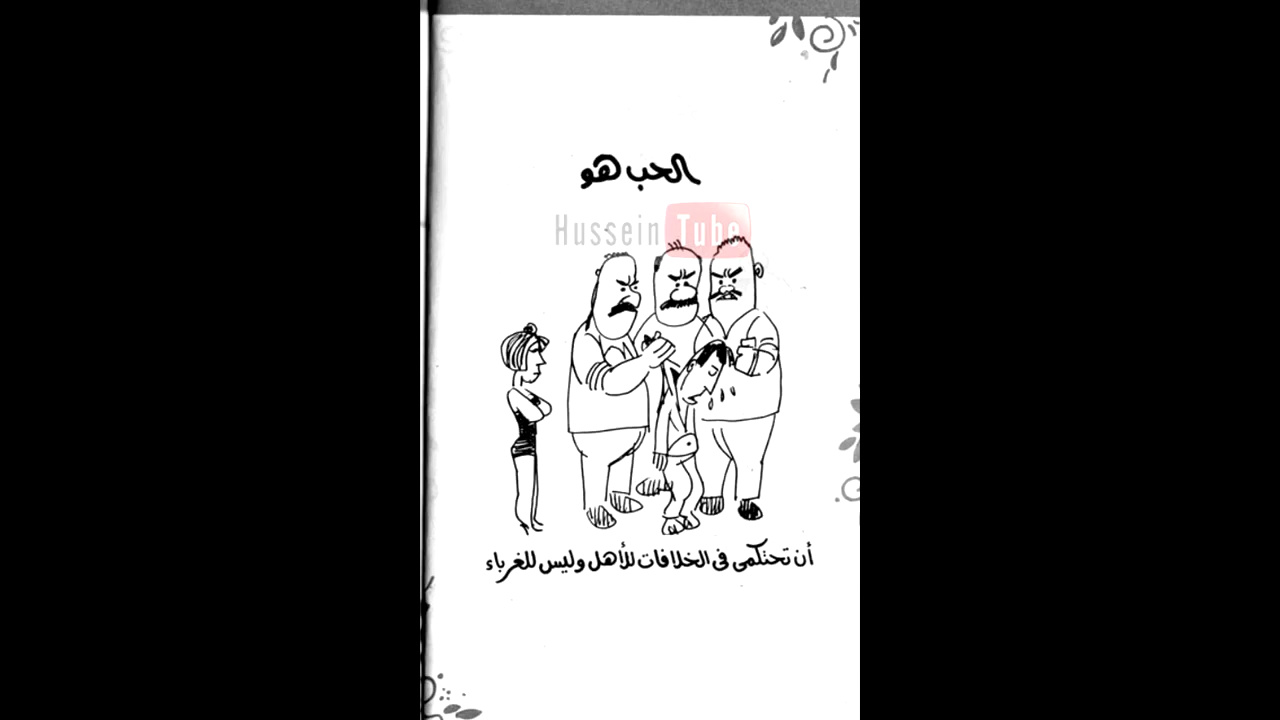 الحب هو
Hussein Tube
أن تحتكمى فى الخلافات للأهل وليس للغرباء